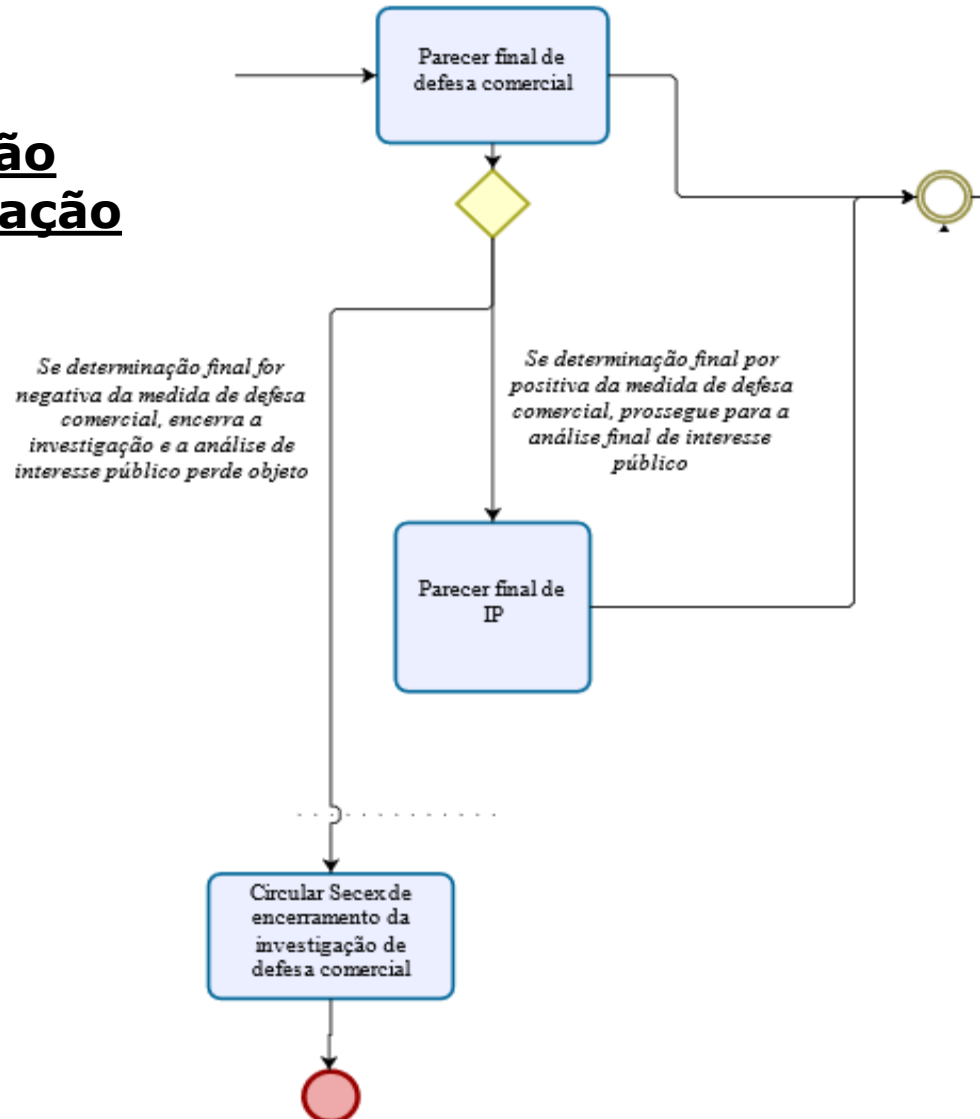 Parecer final de
defesa comercial
ão
ação
Se determinação final for
negativa da medida de defesa
comercial, encerra a
investigação e a análise de
interesse público perde objeto
Se determinação final por
positiva da medida de defesa
comercial, prossegue para a
análise final de interesse
público
Parecer final de
IP
Circular Secex de
encerramento da
investigação de
defesa comercial